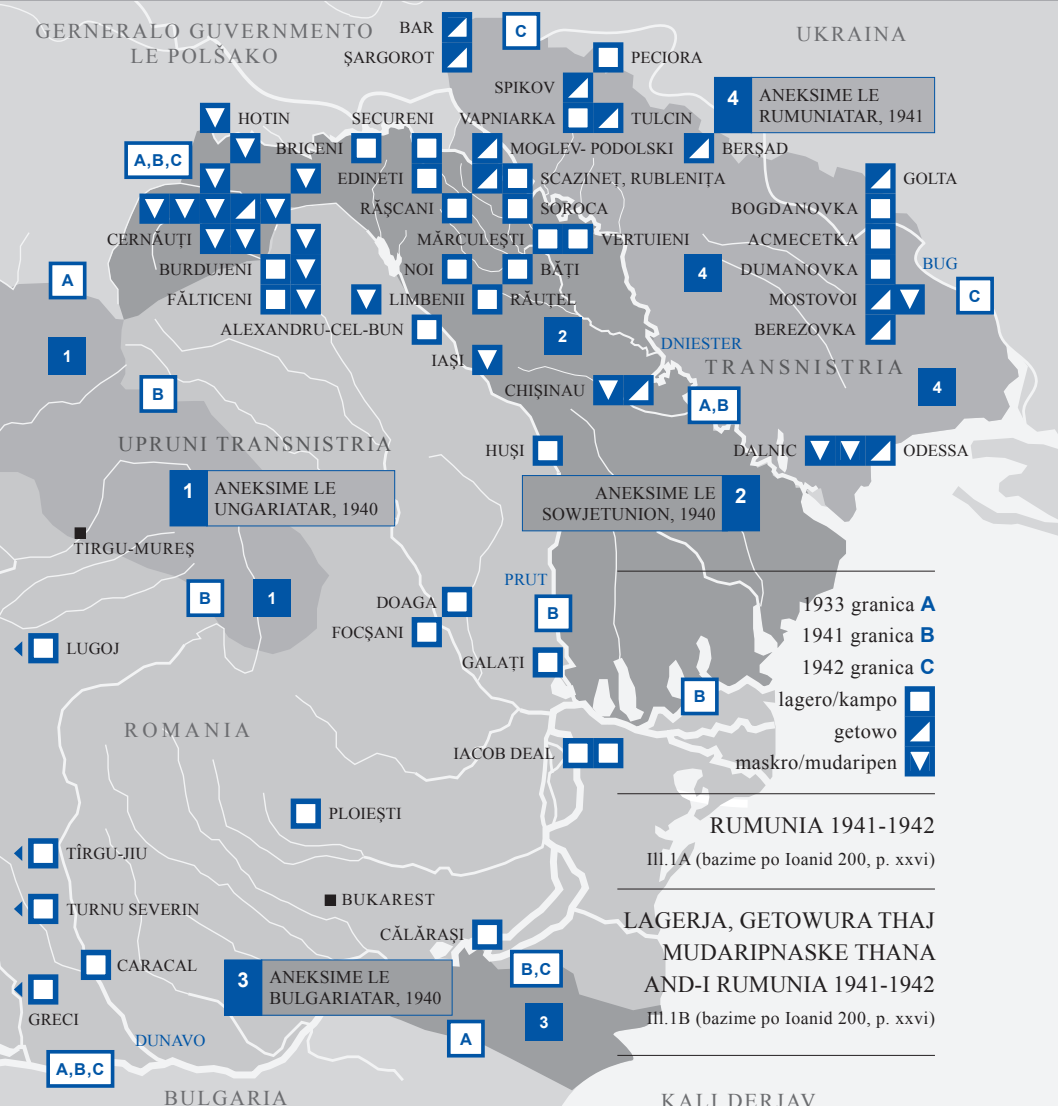 GERNERALO GUVERNMENTO
LE POLŠAKO
BAR
C
UKRAINA
ŞARGOROT
PECIORA
SPIKOV
4
ANEKSIME LE
RUMUNIATAR, 1941
HOTIN
SECURENI
VAPNIARKA
TULCIN
A,B,C
BRICENI
MOGLEV- PODOLSKI
BERŞAD
EDINETI
SCAZINEŢ, RUBLENIŢA
GOLTA
RĂŞCANI
SOROCA
BOGDANOVKA
CERNĂUŢI
MĂRCULEŞTI
VERTUIENI
ACMECETKA
A
BURDUJENI
NOI
BĂŢI
4
DUMANOVKA
BUG
C
FĂLTICENI
LIMBENII
RĂUŢEL
MOSTOVOI
ALEXANDRU-CEL-BUN
2
BEREZOVKA
1
IAŞI
DNIESTER
TRANSNISTRIA
B
CHIŞINAU
A,B
4
UPRUNI TRANSNISTRIA
HUŞI
DALNIC
ODESSA
1
ANEKSIME LE
UNGARIATAR, 1940
ANEKSIME LE
SOWJETUNION, 1940
2
TIRGU-MUREŞ
B
1
DOAGA
PRUT
B
1933 granica A
FOCŞANI
1941 granica B
LUGOJ
GALAŢI
1942 granica C
B
lagero/kampo
ROMANIA
getowo
IACOB DEAL
maskro/mudaripen
PLOIEŞTI
RUMUNIA 1941-1942
Ill.1A (bazime po Ioanid 200, p. xxvi)
TÎRGU-JIU
TURNU SEVERIN
BUKAREST
CĂLĂRAŞI
LAGERJA, GETOWURA THAJ
MUDARIPNASKE THANA
AND-I RUMUNIA 1941-1942
Ill.1B (bazime po Ioanid 200, p. xxvi)
CARACAL
3
ANEKSIME LE
BULGARIATAR, 1940
B,C
GRECI
3
DUNAVO
A
A,B,C
BULGARIA
KALI DERJAV